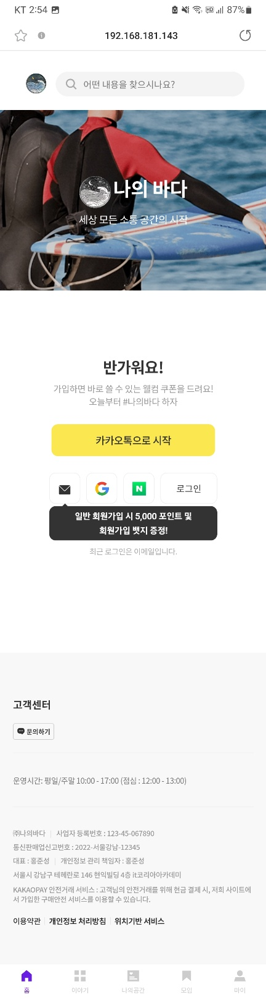 KT 2:54
87%
192.168.181.143
어떤 내용을 찾으시나요?
나의 바다
세상 모든 소통 공간의 시작
반가워요!
가입하면 바로 쓸 수 있는 웰컴 쿠폰을 드려요!
오늘부터 #나의바다 하자
카카오톡으로 시작
로그인
일반 회원가입 시 5,000 포인트 및
회원가입 뱃지 증정!
최근 로그인은 이메일입니다.
고객센터
문의하기
운영시간: 평일/주말 10:00 - 17:00 (점심 : 12:00 - 13:00)
㈜나의바다 | 사업자 등록번호 : 123-45-067890
통신판매업신고번호 : 2022-서울강남-12345
대표 : 홍준성 | 개인정보 관리 책임자 : 홍준성
서울시 강남구 테헤란로 146 현익빌딩 4층 it코리아아카데미
KAKAOPAY 안전거래 서비스 : 고객님의 안전거래를 위해 현금 결제 시, 저희 사이트에
서 가입한 구매안전 서비스를 이용할 수 있습니다.
이용약관 | 개인정보 처리방침 | 위치기반 서비스
홈 이야기 나의공간 모임 마이